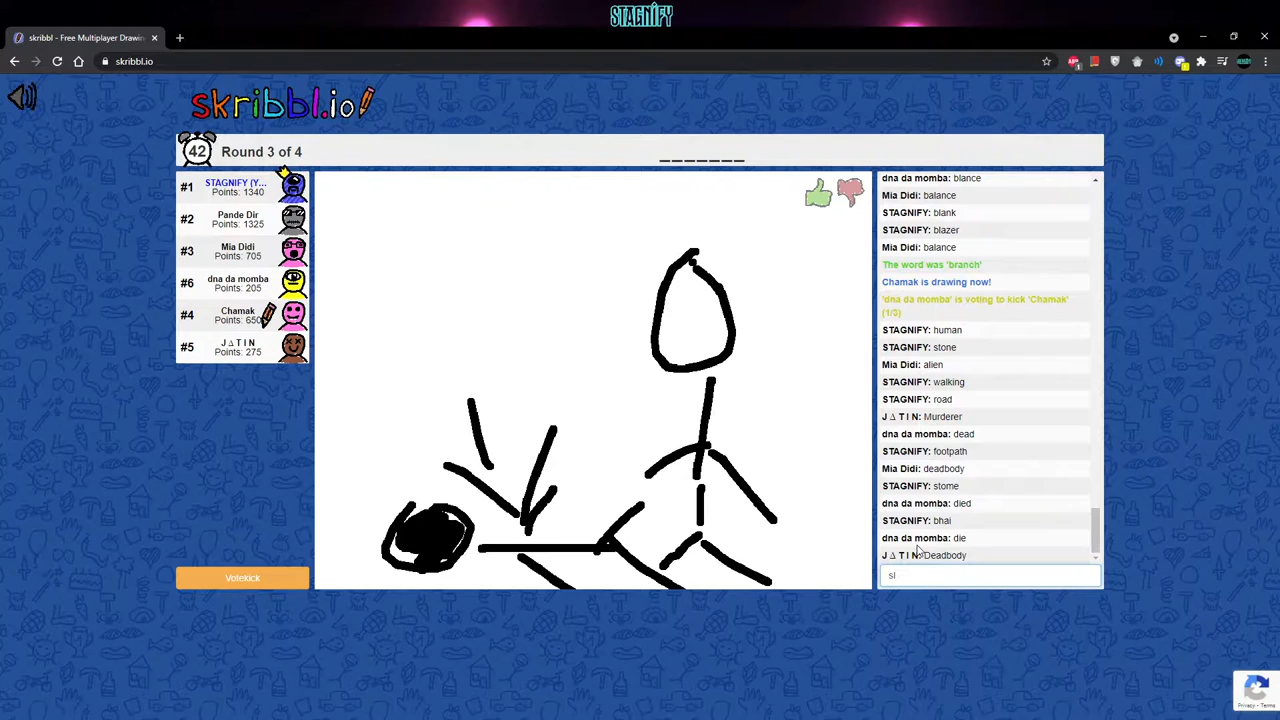 STAGNIFY
skribbl - Free Multiplayer Drawin
skribbl.io
skribbl.io
42
Round 3 of 4
_______
#1 STAGNIFY (Y...
Points: 1340
#2 Pande Dir
Points: 1325
#3 Mia Didi
Points: 705
#6 dna da momba
Points: 205
#4 Chamak
Points: 650
#5 J Δ T I N
Points: 275
Votekick
dna da momba: blance
Mia Didi: balance
STAGNIFY: blank
STAGNIFY: blazer
Mia Didi: balance
The word was 'branch'
Chamak is drawing now!
'dna da momba' is voting to kick 'Chamak'
(1/3)
STAGNIFY: human
STAGNIFY: stone
Mia Didi: alien
STAGNIFY: walking
STAGNIFY: road
J Δ T I N: Murderer
dna da momba: dead
STAGNIFY: footpath
Mia Didi: deadbody
STAGNIFY: stome
dna da momba: died
STAGNIFY: bhai
dna da momba: die
J Δ T I N: Deadbody
sl
Privacy - Terms